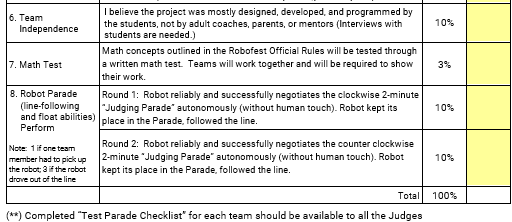 6. Team
Independence
I believe the project was mostly designed, developed, and programmed by
the students, not by adult coaches, parents, or mentors (Interviews with
students are needed.)
10%
7. Math Test
Math concepts outlined in the Robofest Official Rules will be tested through
a written math test.  Teams will work together and will be required to show
their work.
3%
8. Robot Parade
(line-following
and float abilities)
Perform
Note:  1 if one team
member had to pick up
the robot; 3 if the robot
drove out of the line
Round 1:  Robot reliably and successfully negotiates the clockwise 2-minute
"Judging Parade" autonomously (without human touch). Robot kept its
place in the Parade, followed the line.
10%
Round 2:  Robot reliably and successfully negotiates the counter clockwise
2-minute "Judging Parade" autonomously (without human touch). Robot
kept its place in the Parade, followed the line.
10%
Total
100%
(**) Completed "Test Parade Checklist" for each team should be available to all the Judges